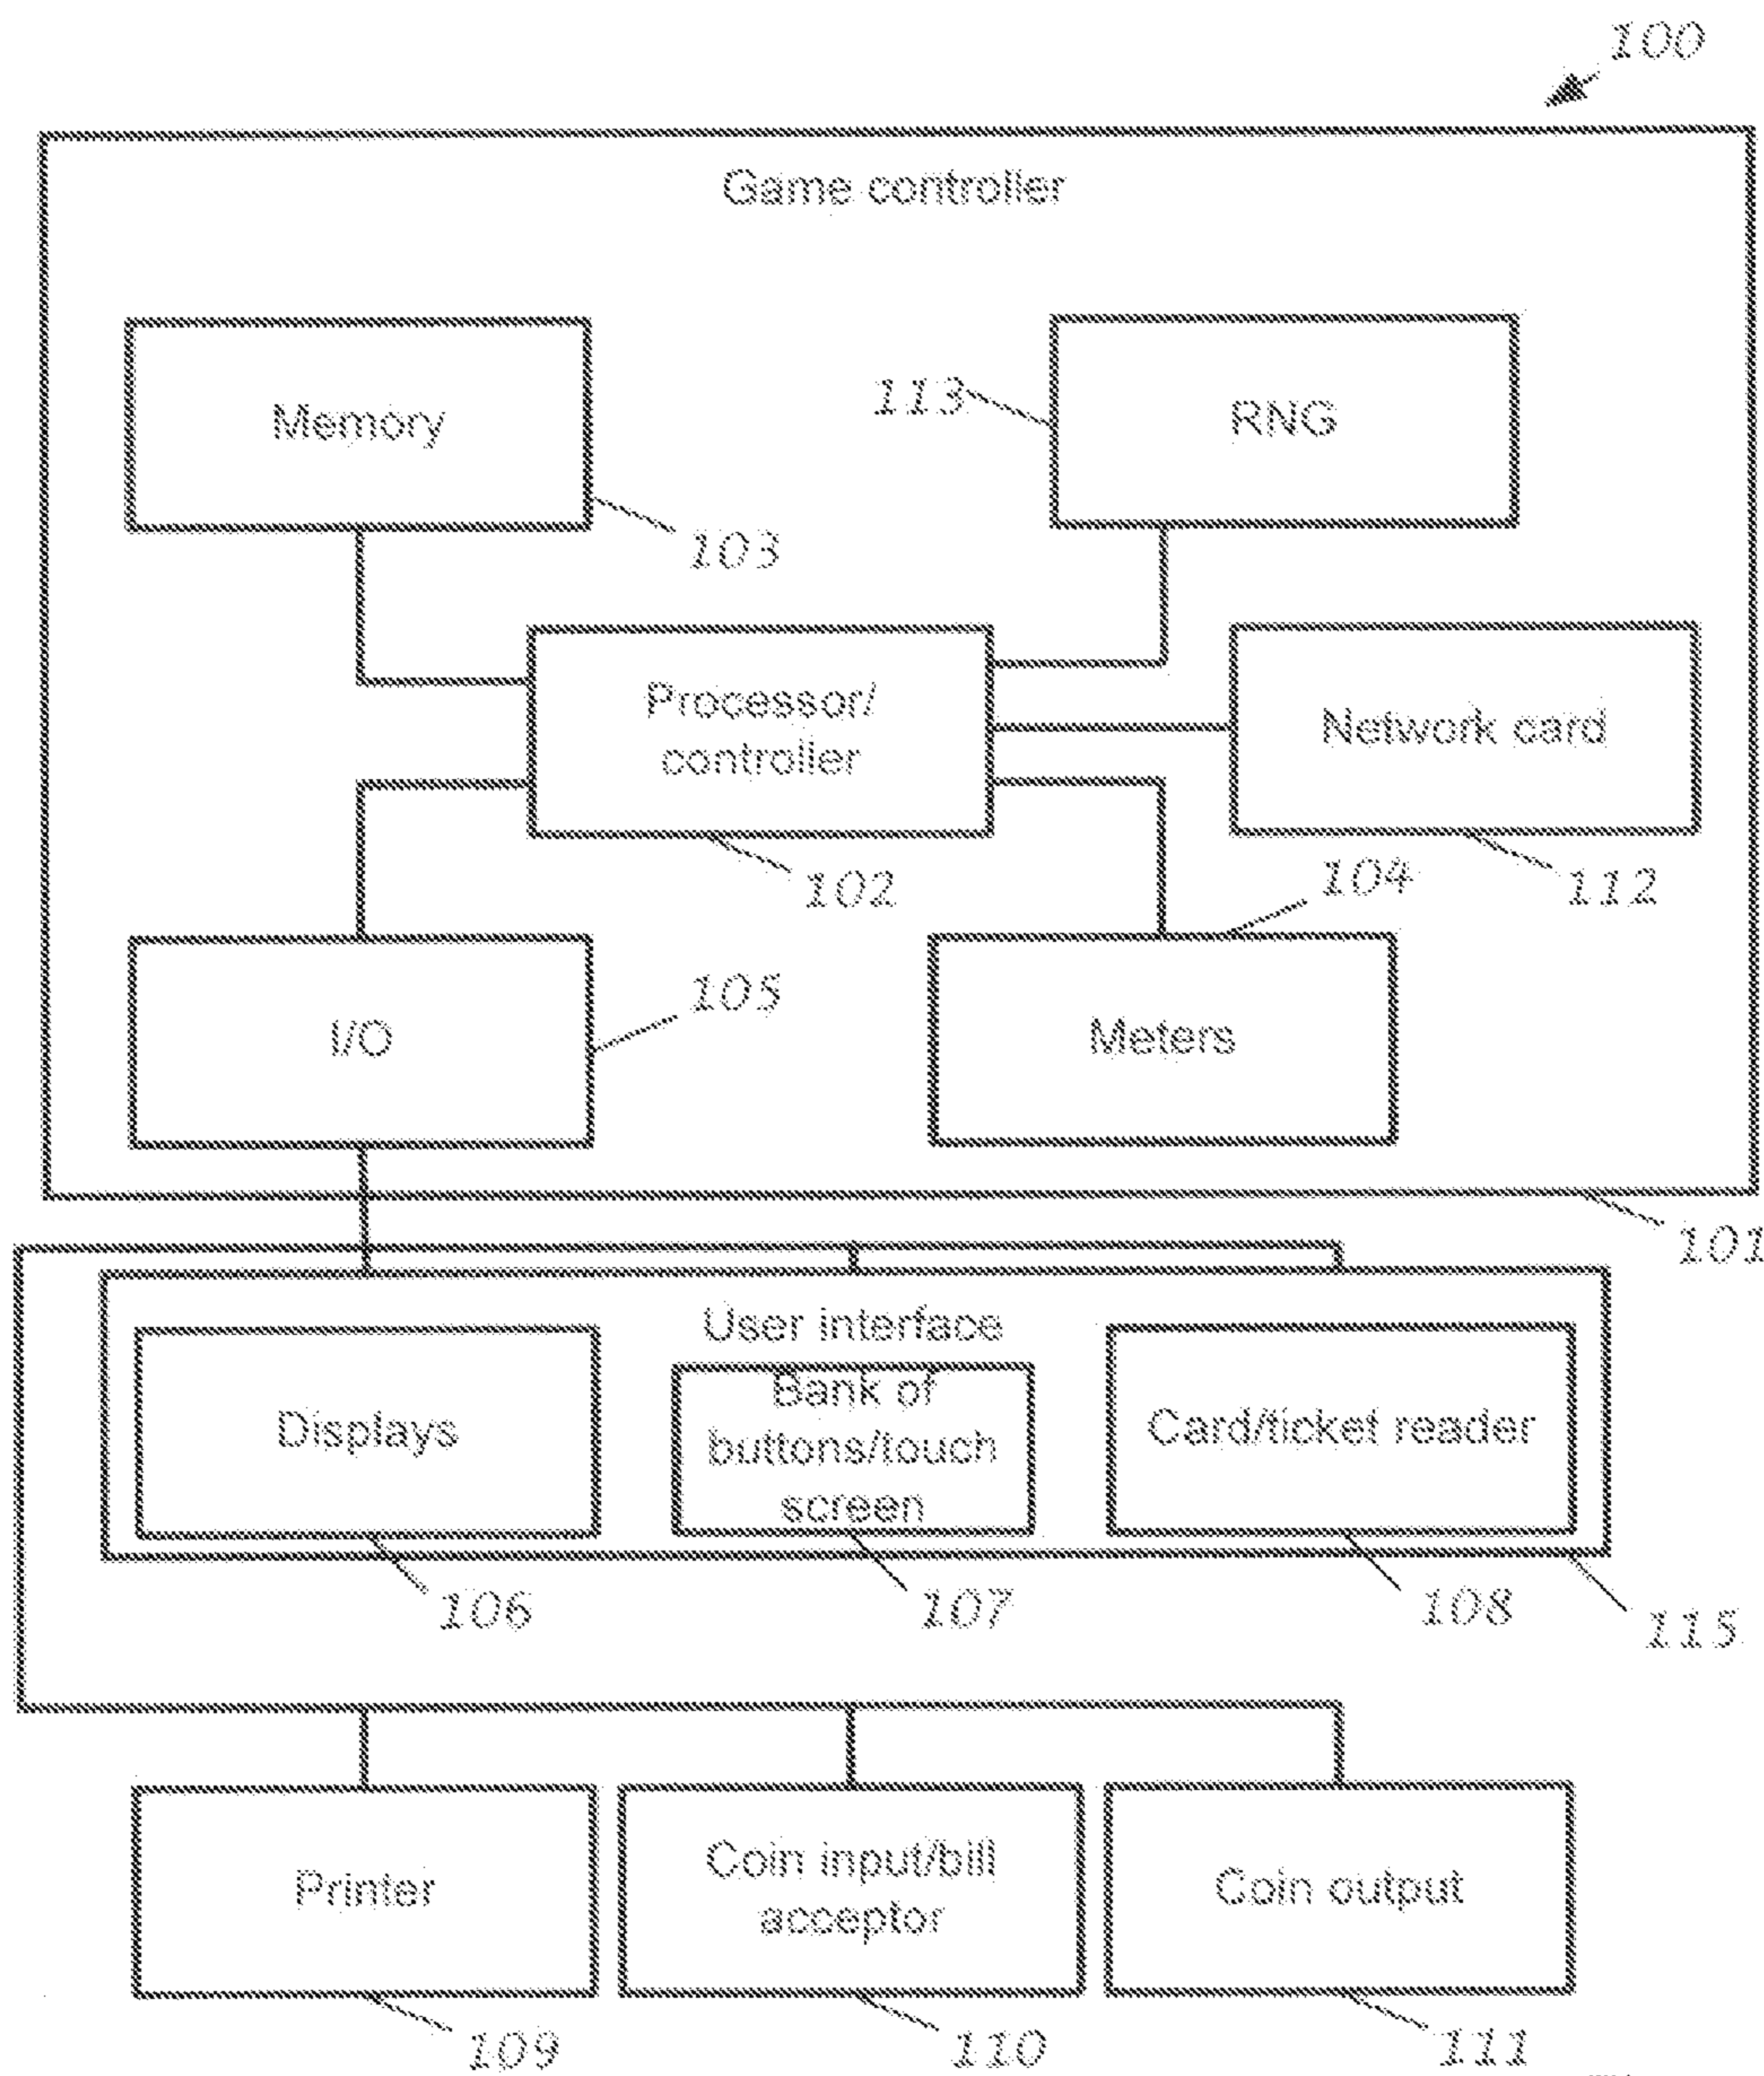 100
Game controller
Memory
113
RNG
103
Processor/
controller
Network card
102
104
112
I/O
105
Meters
101
User interface
Displays
Bank of
buttons/touch
screen
Card/ticket reader
106
107
108
115
Printer
Coin input/bill
acceptor
Coin output
109
110
111